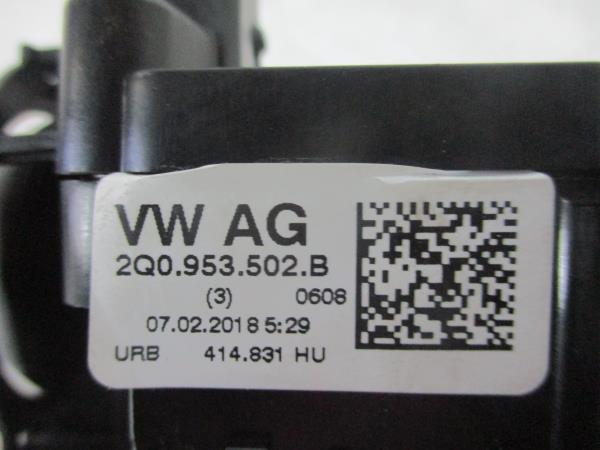 VW AG
2Q0.953.502.B
(3) 0608
07.02.2018 5:29
URB 414.831 HU